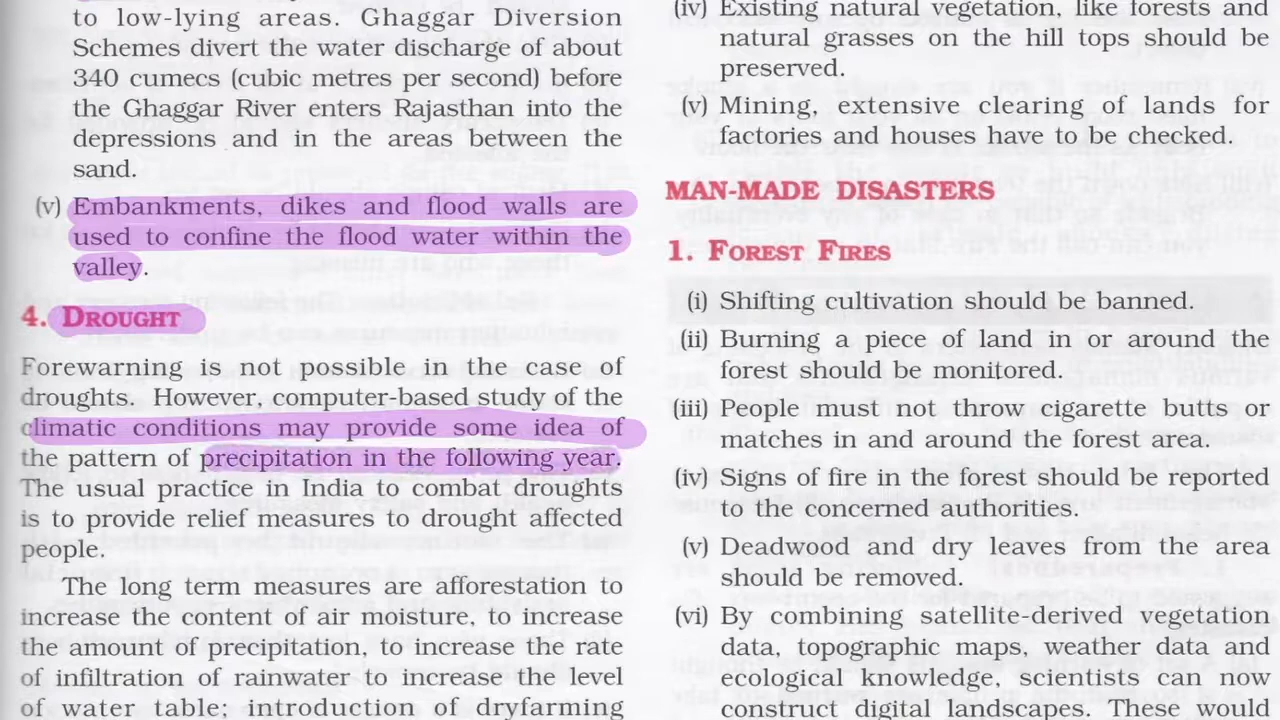 to low-lying areas. Ghaggar Diversion
Schemes divert the water discharge of about
340 cumecs (cubic metres per second) before
the Ghaggar River enters Rajasthan into the
depressions and in the areas between the
sand.
(v) Embankments, dikes and flood walls are
used to confine the flood water within the
valley.
4. DROUGHT
Forewarning is not possible in the case of
droughts. However, computer-based study of the
climatic conditions may provide some idea of
the pattern of precipitation in the following year.
The usual practice in India to combat droughts
is to provide relief measures to drought affected
people.
The long term measures are afforestation to
increase the content of air moisture, to increase
the amount of precipitation, to increase the rate
of infiltration of rainwater to increase the level
of water table; introduction of dryfarming
(iv) Existing natural vegetation, like forests and
natural grasses on the hill tops should be
preserved.
(v) Mining, extensive clearing of lands for
factories and houses have to be checked.
MAN-MADE DISASTERS
1. FOREST FIRES
(i) Shifting cultivation should be banned.
(ii) Burning a piece of land in or around the
forest should be monitored.
(iii) People must not throw cigarette butts or
matches in and around the forest area.
(iv) Signs of fire in the forest should be reported
to the concerned authorities.
(v) Deadwood and dry leaves from the area
should be removed.
(vi) By combining satellite-derived vegetation
data, topographic maps, weather data and
ecological knowledge, scientists can now
construct digital landscapes. These would